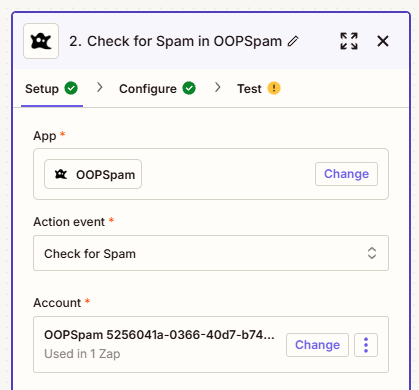 2. Check for Spam in OOPSpam
Setup Configure Test
App *
OOPSpam Change
Action event *
Check for Spam
Account *
OOPSpam 5256041a-0366-40d7-b74... Change
Used in 1 Zap